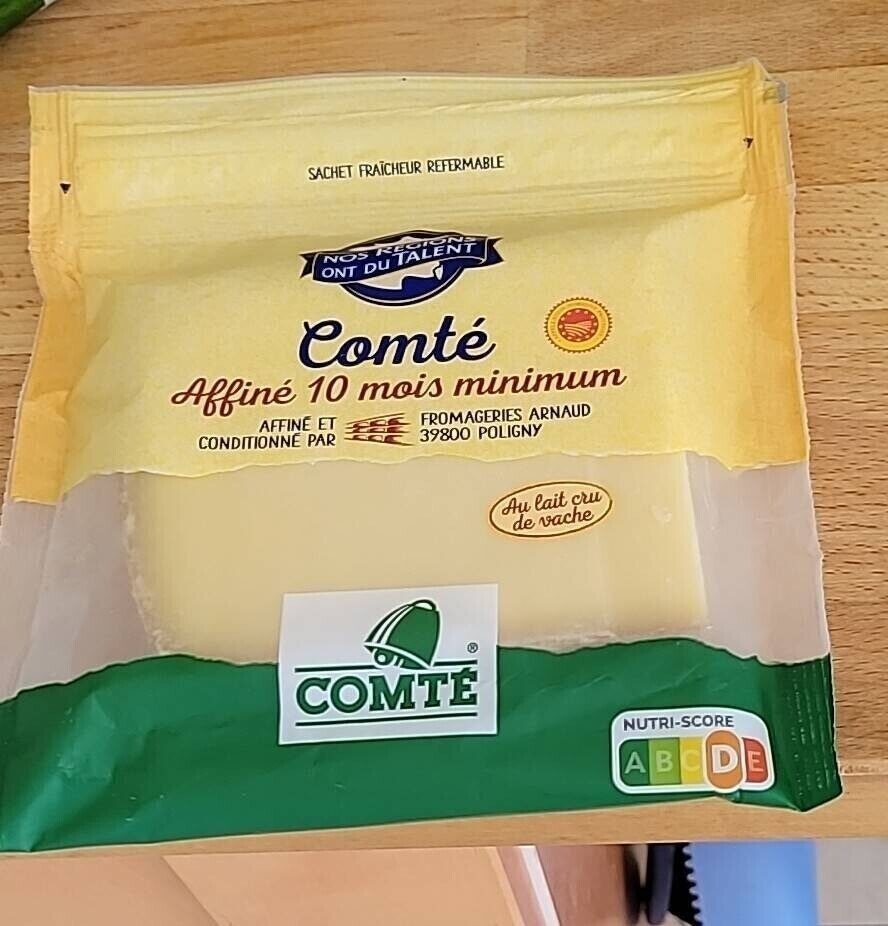 SACHET FRAÎCHEUR REFERMABLE
NOS RÉGIONS
ONT DU TALENT
Comté
Affiné 10 mois minimum
AFFINÉ ET
CONDITIONNÉ PAR
FROMAGERIES ARNAUD
39800 POLIGNY
Au lait cru
de vache
COMTÉ ®
NUTRI-SCORE
A B C D E